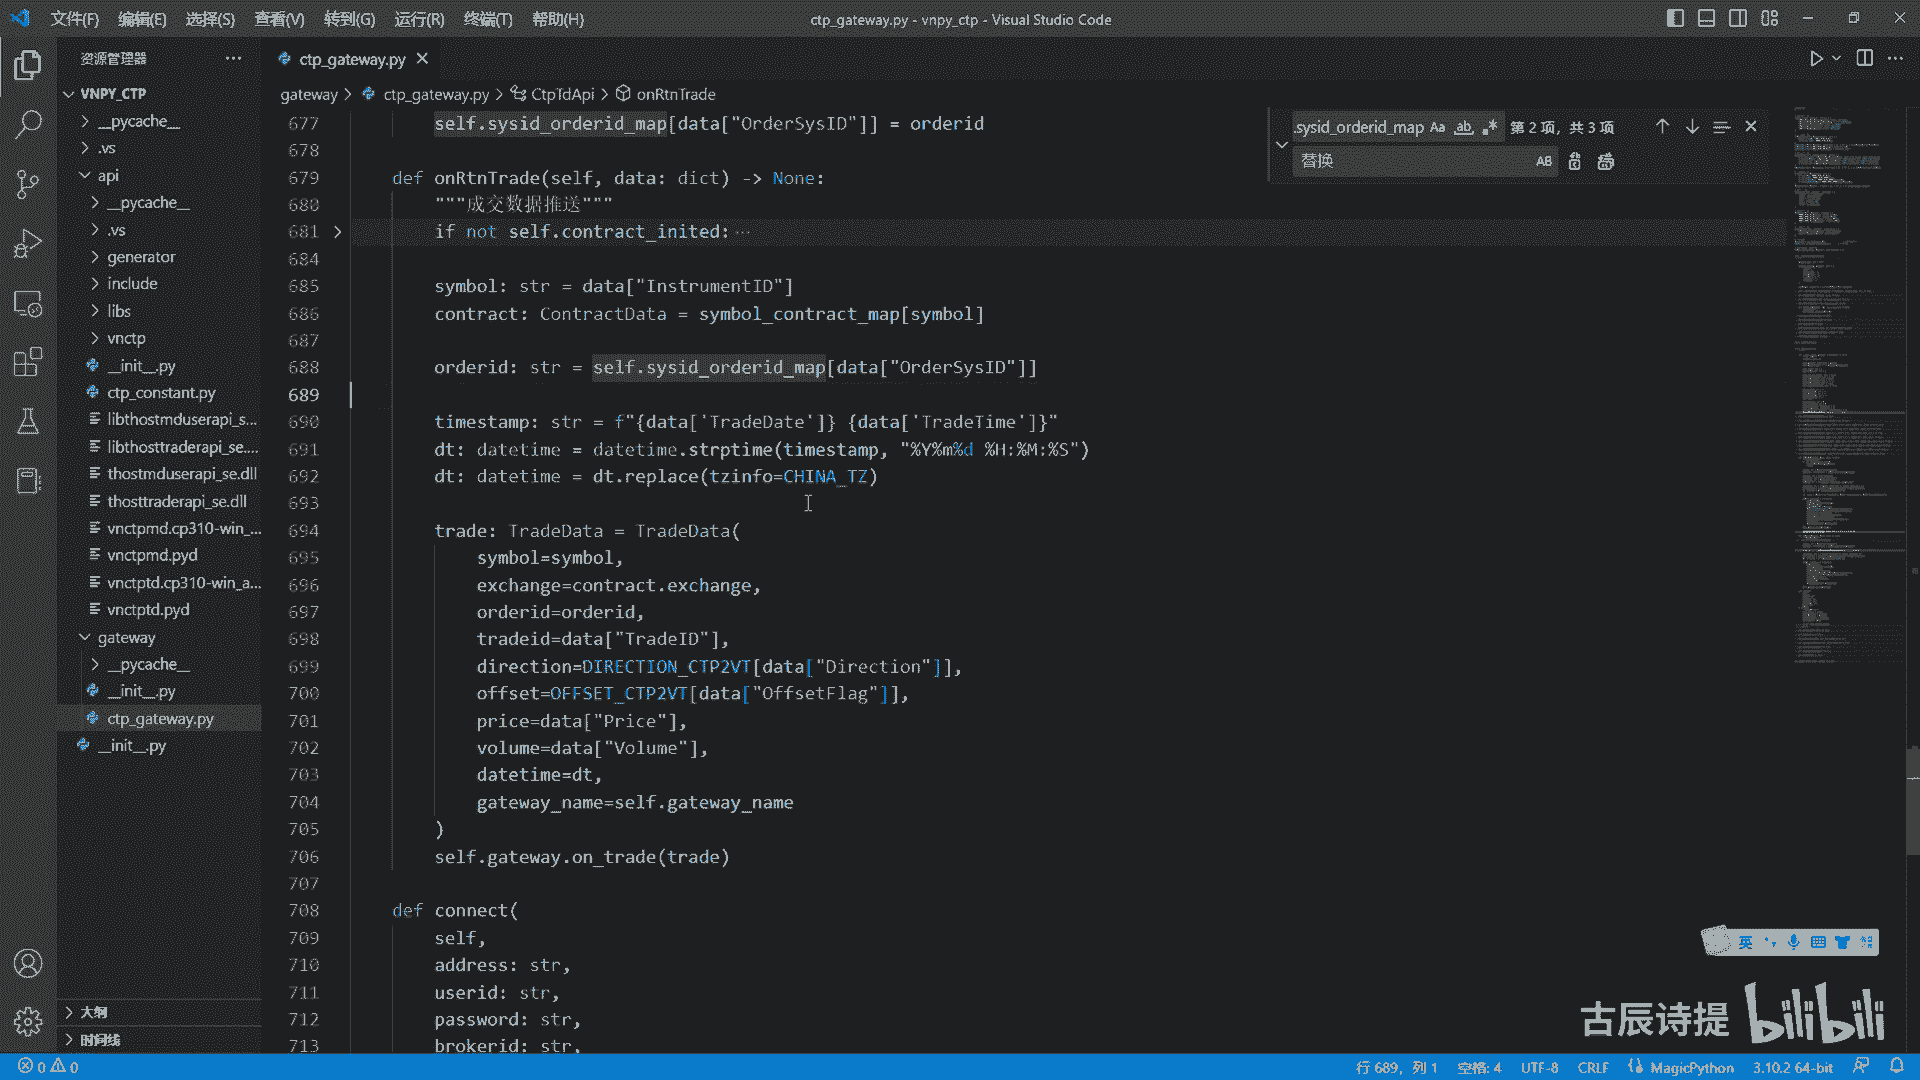 文件(F) 编辑(E) 选择(S) 查看(V) 转到(G) 运行(R) 终端(T) 帮助(H)
ctp_gateway.py - vnpy_ctp - Visual Studio Code
资源管理器
ctp_gateway.py
VNPY_CTP
__pycache__
.vs
api
__pycache__
.vs
generator
include
libs
vnctp
__init__.py
ctp_constant.py
libthostmduserapi_s...
libthosttraderapi_se....
thostmduserapi_se.dll
thosttraderapi_se.dll
vnctpmd.cp310-win_...
vnctpmd.pyd
vnctptd.cp310-win_a...
vnctptd.pyd
gateway
__pycache__
__init__.py
ctp_gateway.py
__init__.py
大纲
时间线
gateway > ctp_gateway.py > CtpTdApi > onRtnTrade
.sysid_orderid_map Aa ab .* 第 2 项, 共 3 项
替换 AB
677 self.sysid_orderid_map[data["OrderSysID"]] = orderid
678
679 def onRtnTrade(self, data: dict) -> None:
680 """成交数据推送"""
681 if not self.contract_inited:···
684
685 symbol: str = data["InstrumentID"]
686 contract: ContractData = symbol_contract_map[symbol]
687
688 orderid: str = self.sysid_orderid_map[data["OrderSysID"]]
689
690 timestamp: str = f"{data['TradeDate']} {data['TradeTime']}"
691 dt: datetime = datetime.strptime(timestamp, "%Y%m%d %H:%M:%S")
692 dt: datetime = dt.replace(tzinfo=CHINA_TZ)
693
694 trade: TradeData = TradeData(
695 symbol=symbol,
696 exchange=contract.exchange,
697 orderid=orderid,
698 tradeid=data["TradeID"],
699 direction=DIRECTION_CTP2VT[data["Direction"]],
700 offset=OFFSET_CTP2VT[data["OffsetFlag"]],
701 price=data["Price"],
702 volume=data["Volume"],
703 datetime=dt,
704 gateway_name=self.gateway_name
705 )
706 self.gateway.on_trade(trade)
707
708 def connect(
709 self,
710 address: str,
711 userid: str,
712 password: str,
713 brokerid: str,
英
古辰诗提 bilibili
0 0
行 689, 列 1 空格: 4 UTF-8 CRLF MagicPython 3.10.2 64-bit